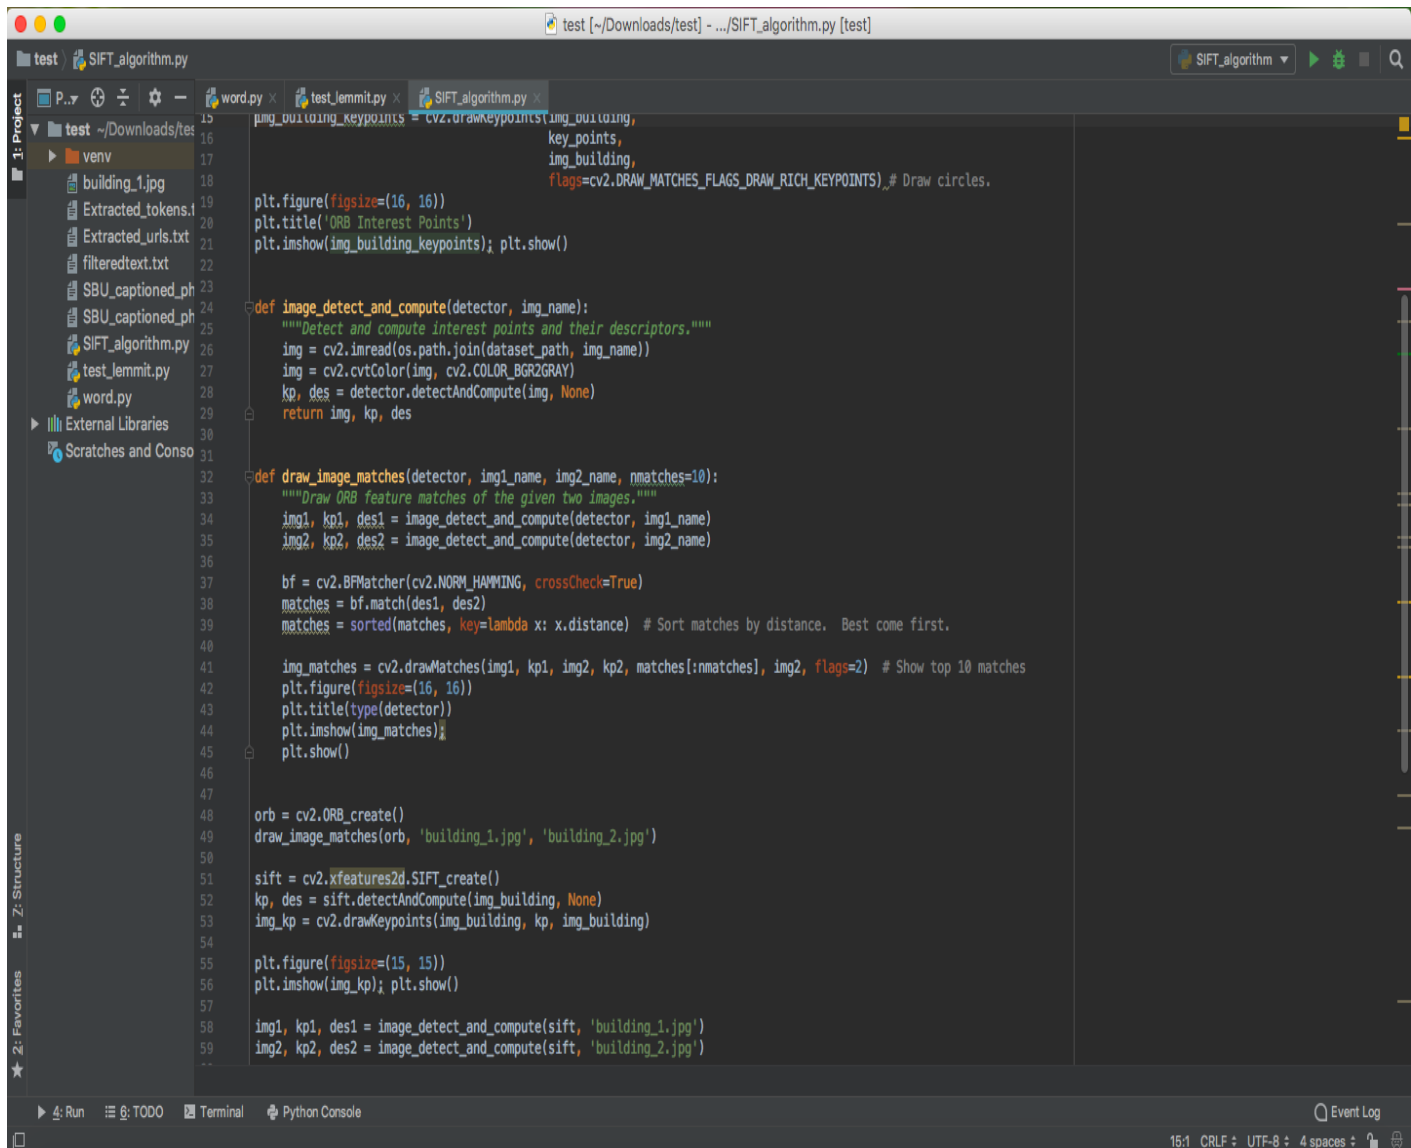 test [~/Downloads/test] - .../SIFT_algorithm.py [test]
test SIFT_algorithm.py SIFT_algorithm
1: Project
P.. word.py test_lemmit.py SIFT_algorithm.py
test ~/Downloads/tes
venv
building_1.jpg
Extracted_tokens.t
Extracted_urls.txt
filteredtext.txt
SBU_captioned_ph
SBU_captioned_ph
SIFT_algorithm.py
test_lemmit.py
word.py
External Libraries
Scratches and Conso
15 img_building_keypoints = cv2.drawKeypoints(img_building,
16 key_points,
17 img_building,
18 flags=cv2.DRAW_MATCHES_FLAGS_DRAW_RICH_KEYPOINTS) # Draw circles.
19 plt.figure(figsize=(16, 16))
20 plt.title('ORB Interest Points')
21 plt.imshow(img_building_keypoints); plt.show()
22
23
24 def image_detect_and_compute(detector, img_name):
25 """Detect and compute interest points and their descriptors."""
26 img = cv2.imread(os.path.join(dataset_path, img_name))
27 img = cv2.cvtColor(img, cv2.COLOR_BGR2GRAY)
28 kp, des = detector.detectAndCompute(img, None)
29 return img, kp, des
30
31
32 def draw_image_matches(detector, img1_name, img2_name, nmatches=10):
33 """Draw ORB feature matches of the given two images."""
34 img1, kp1, des1 = image_detect_and_compute(detector, img1_name)
35 img2, kp2, des2 = image_detect_and_compute(detector, img2_name)
36
37 bf = cv2.BFMatcher(cv2.NORM_HAMMING, crossCheck=True)
38 matches = bf.match(des1, des2)
39 matches = sorted(matches, key=lambda x: x.distance) # Sort matches by distance. Best come first.
40
41 img_matches = cv2.drawMatches(img1, kp1, img2, kp2, matches[:nmatches], img2, flags=2) # Show top 10 matches
42 plt.figure(figsize=(16, 16))
43 plt.title(type(detector))
44 plt.imshow(img_matches);
45 plt.show()
46
47
48 orb = cv2.ORB_create()
49 draw_image_matches(orb, 'building_1.jpg', 'building_2.jpg')
50
51 sift = cv2.xfeatures2d.SIFT_create()
52 kp, des = sift.detectAndCompute(img_building, None)
53 img_kp = cv2.drawKeypoints(img_building, kp, img_building)
54
55 plt.figure(figsize=(15, 15))
56 plt.imshow(img_kp); plt.show()
57
58 img1, kp1, des1 = image_detect_and_compute(sift, 'building_1.jpg')
59 img2, kp2, des2 = image_detect_and_compute(sift, 'building_2.jpg')
Z: Structure
2: Favorites
4: Run 6: TODO Terminal Python Console Event Log
15:1 CRLF UTF-8 4 spaces